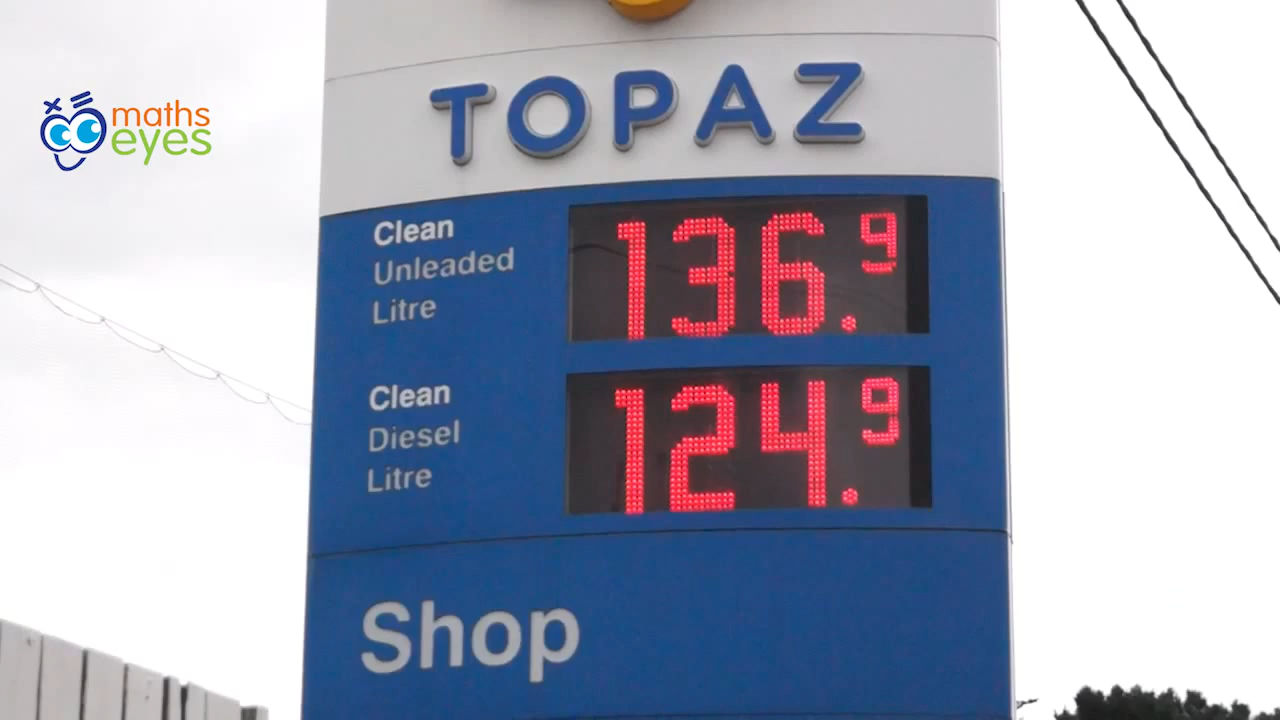 maths
eyes
TOPAZ
Clean
Unleaded
Litre
136.9
Clean
Diesel
Litre
124.9
Shop